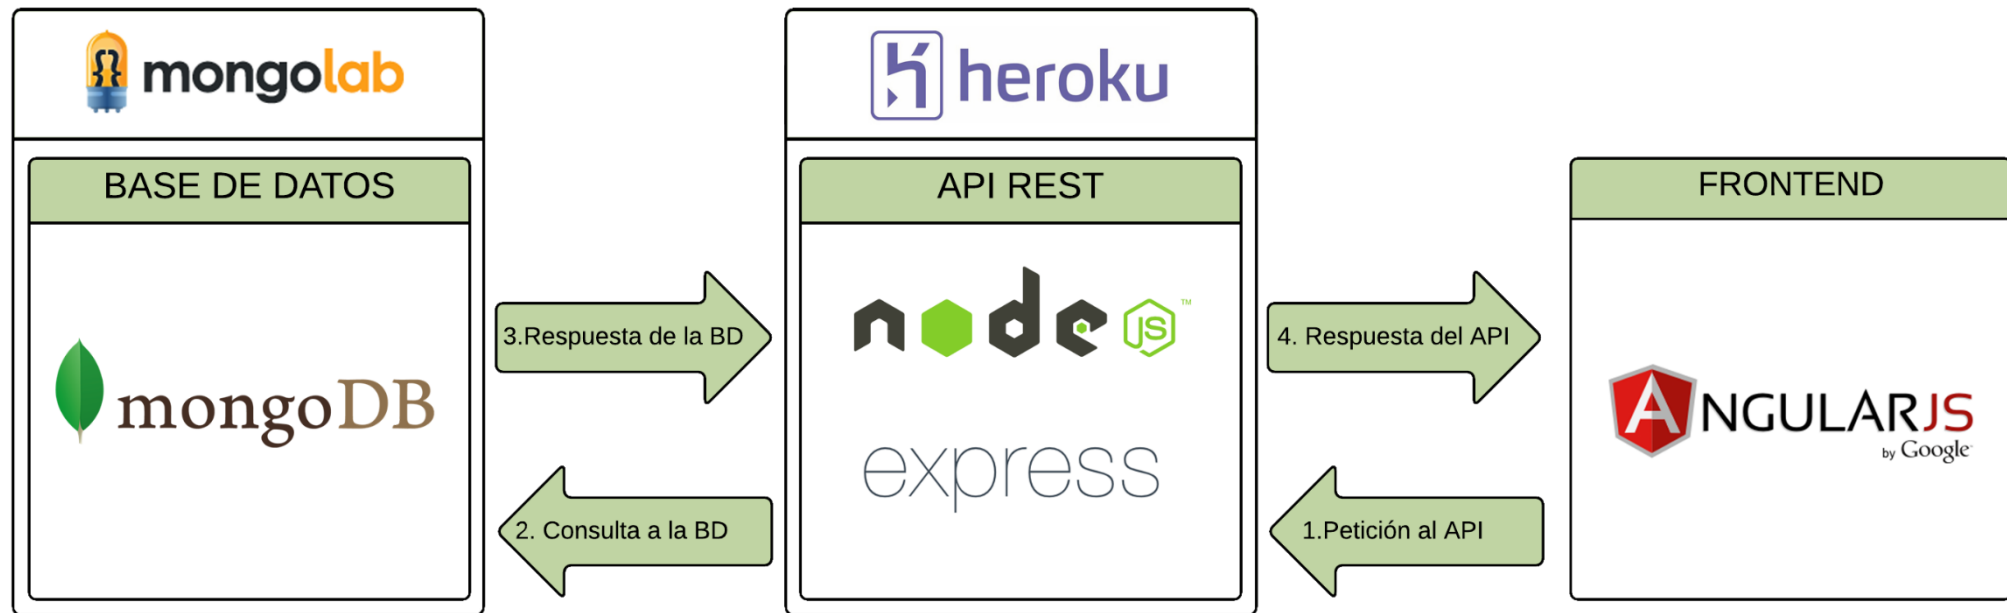 mongolab
BASE DE DATOS
mongoDB
3.Respuesta de la BD
2. Consulta a la BD
heroku
API REST
node JS ™
express
4. Respuesta del API
1.Petición al API
FRONTEND
ANGULARJS
by Google